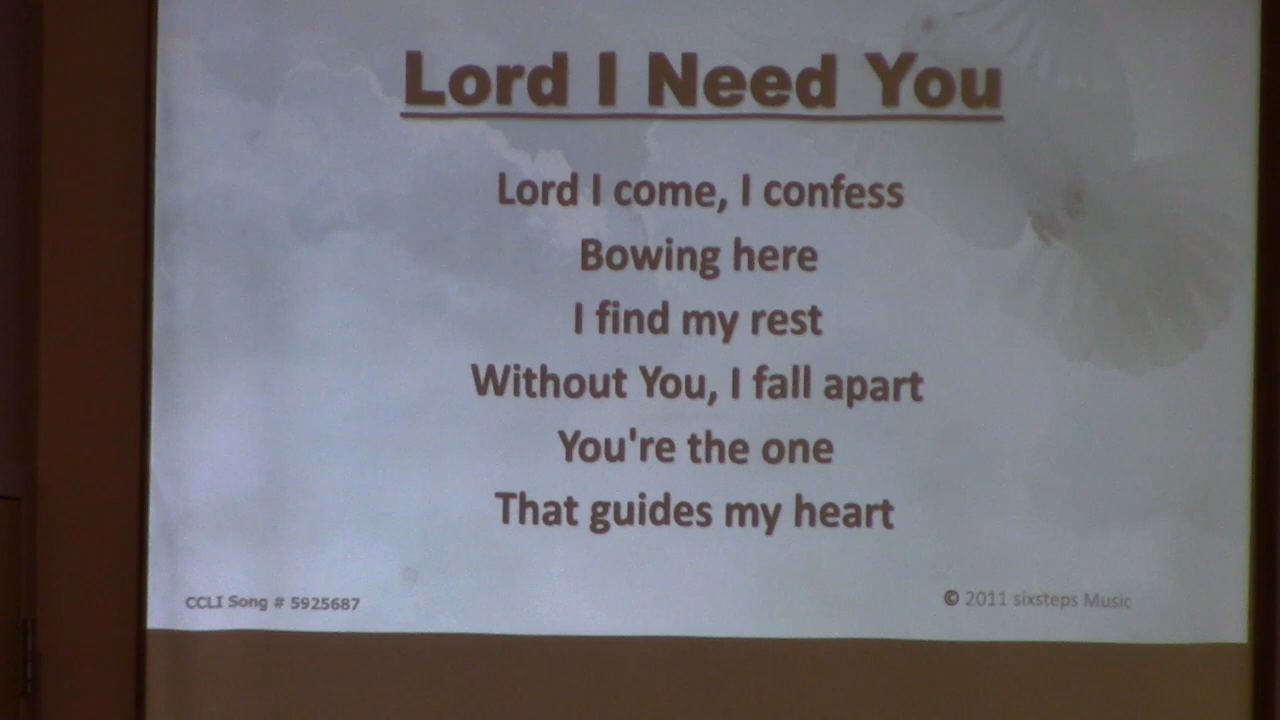 Lord I Need You
Lord I come, I confess
Bowing here
I find my rest
Without You, I fall apart
You're the one
That guides my heart
CCLI Song # 5925687
© 2011 sixsteps Music